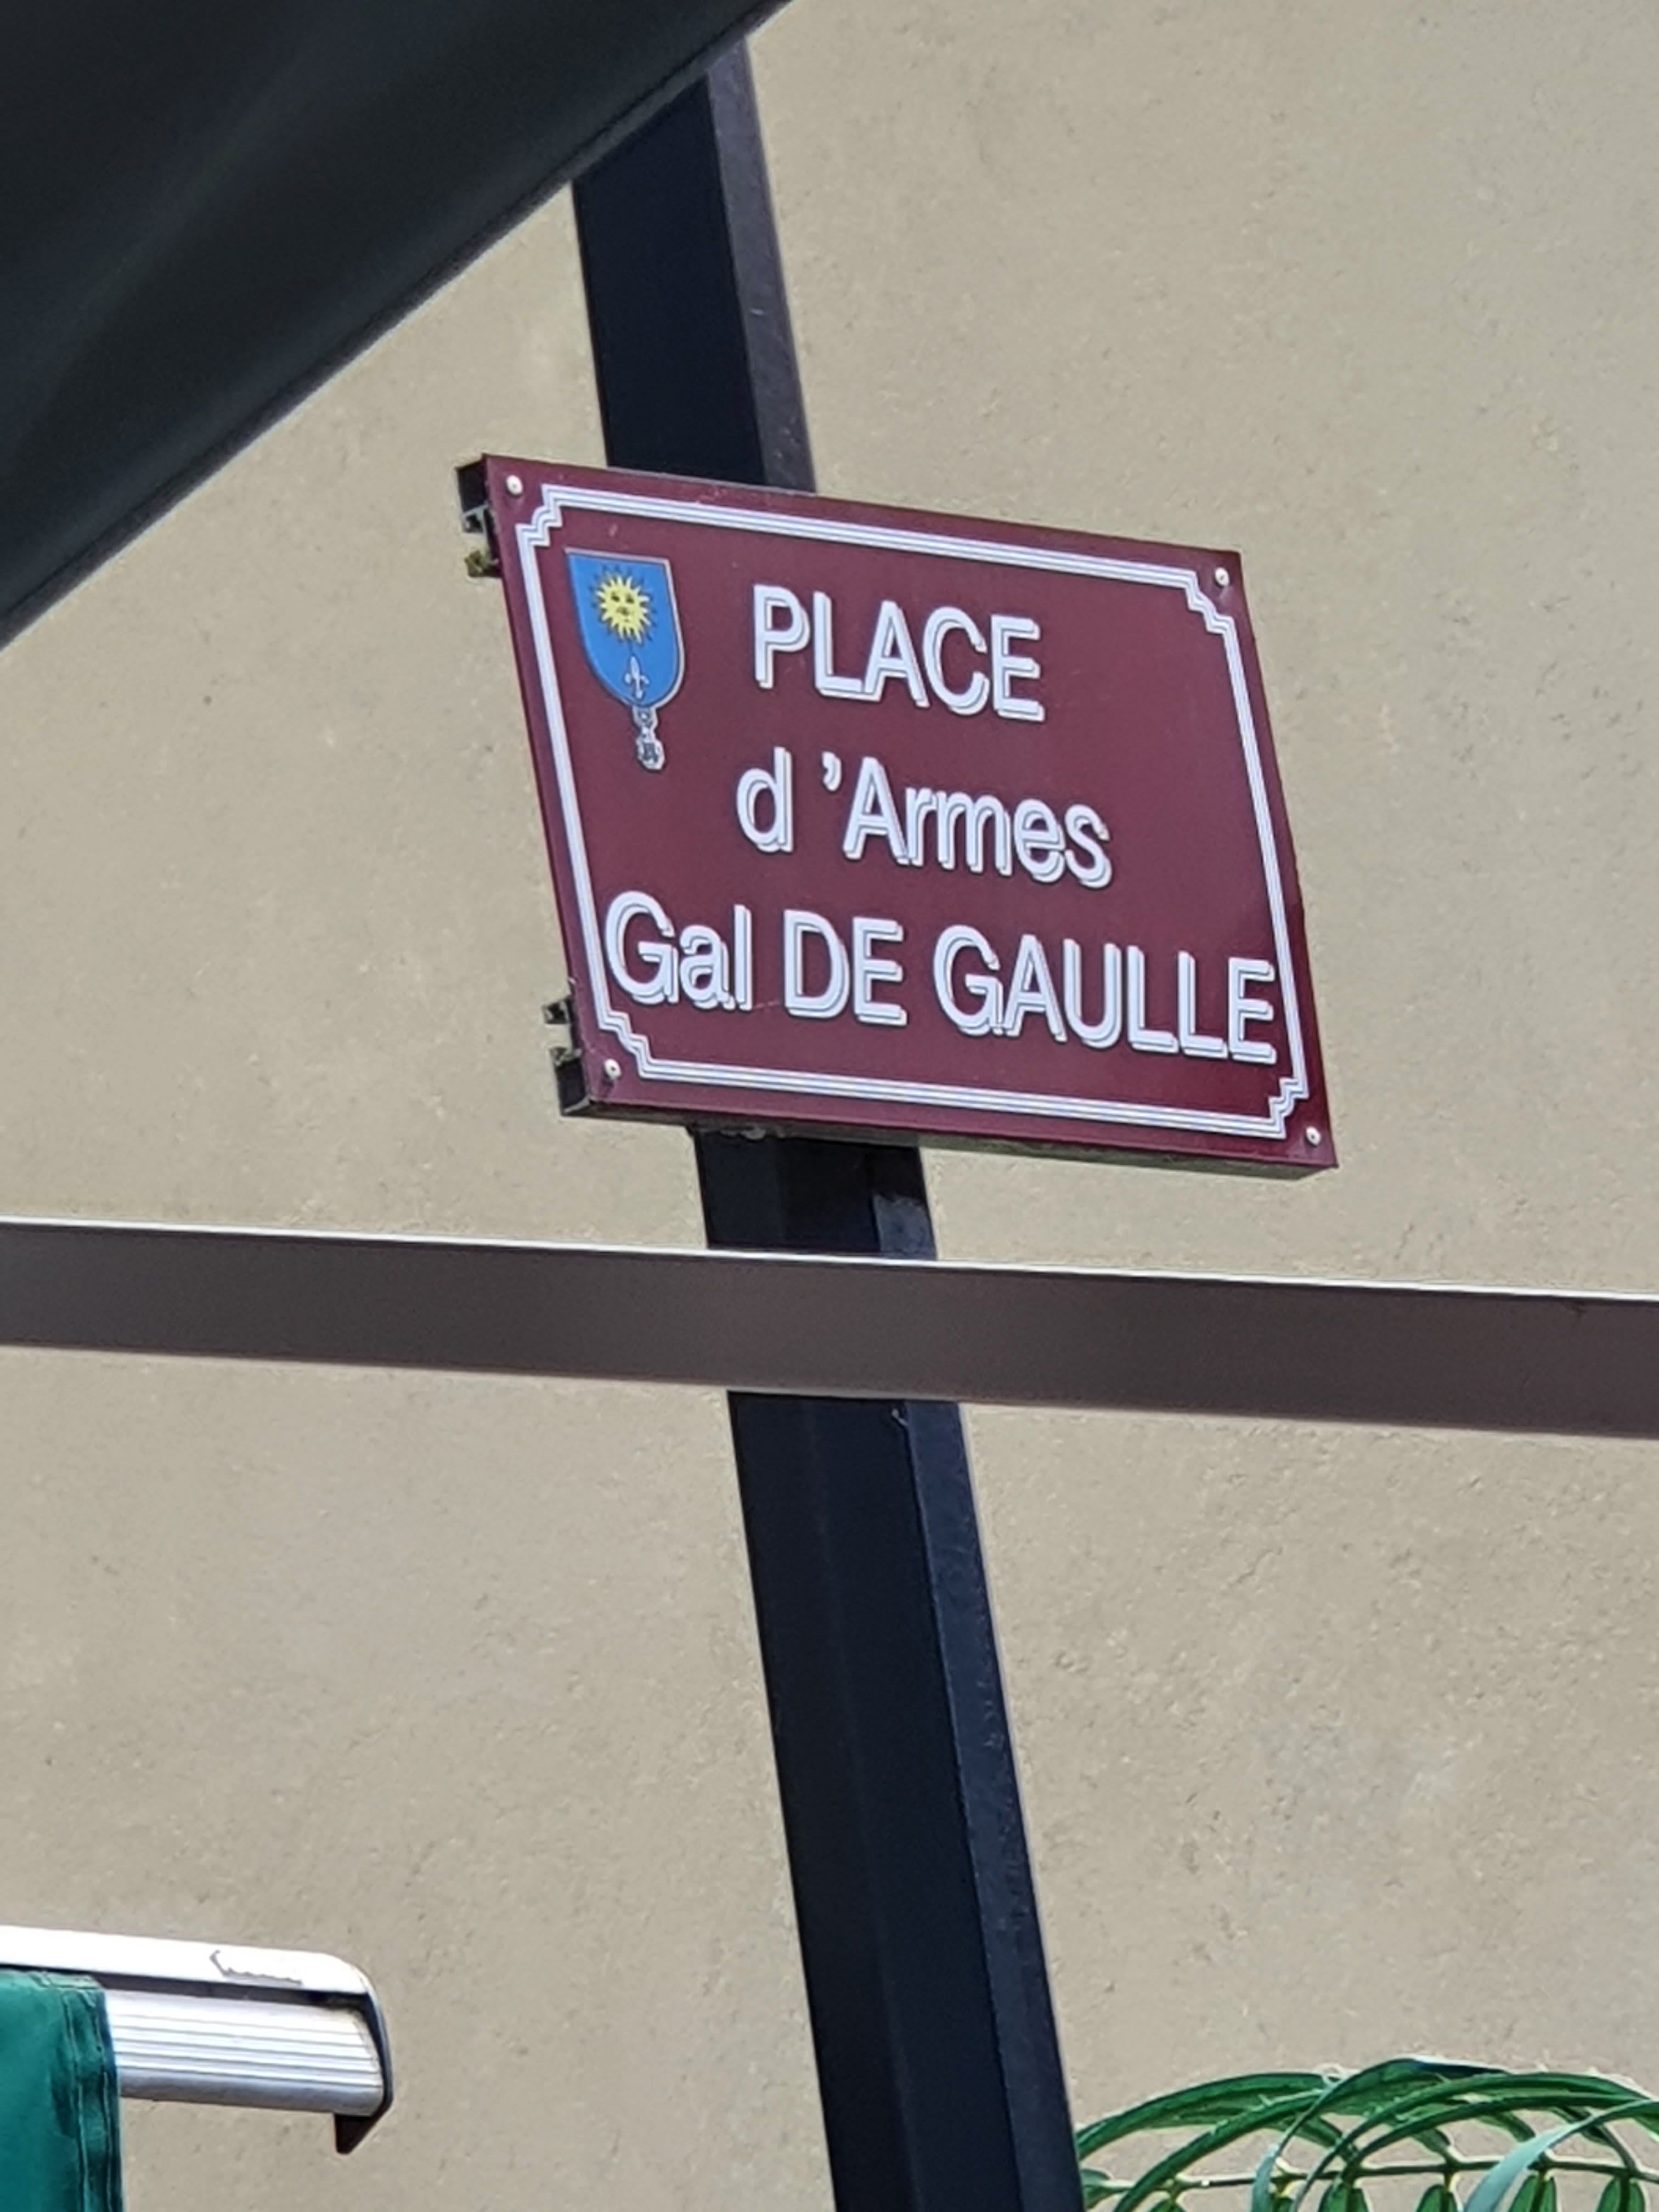 PLACE
d 'Armes
Gal DE GAULLE